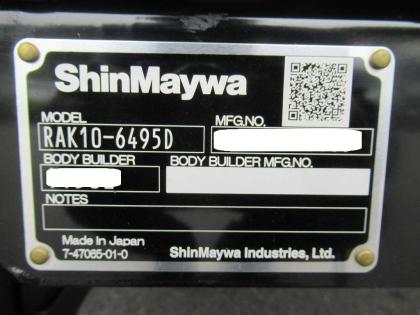 ShinMaywa
MODEL MFG.NO.
RAK10-6495D
BODY BUILDER BODY BUILDER MFG.NO.
NOTES
Made in Japan
7-47065-01-0 ShinMaywa Industries, Ltd.